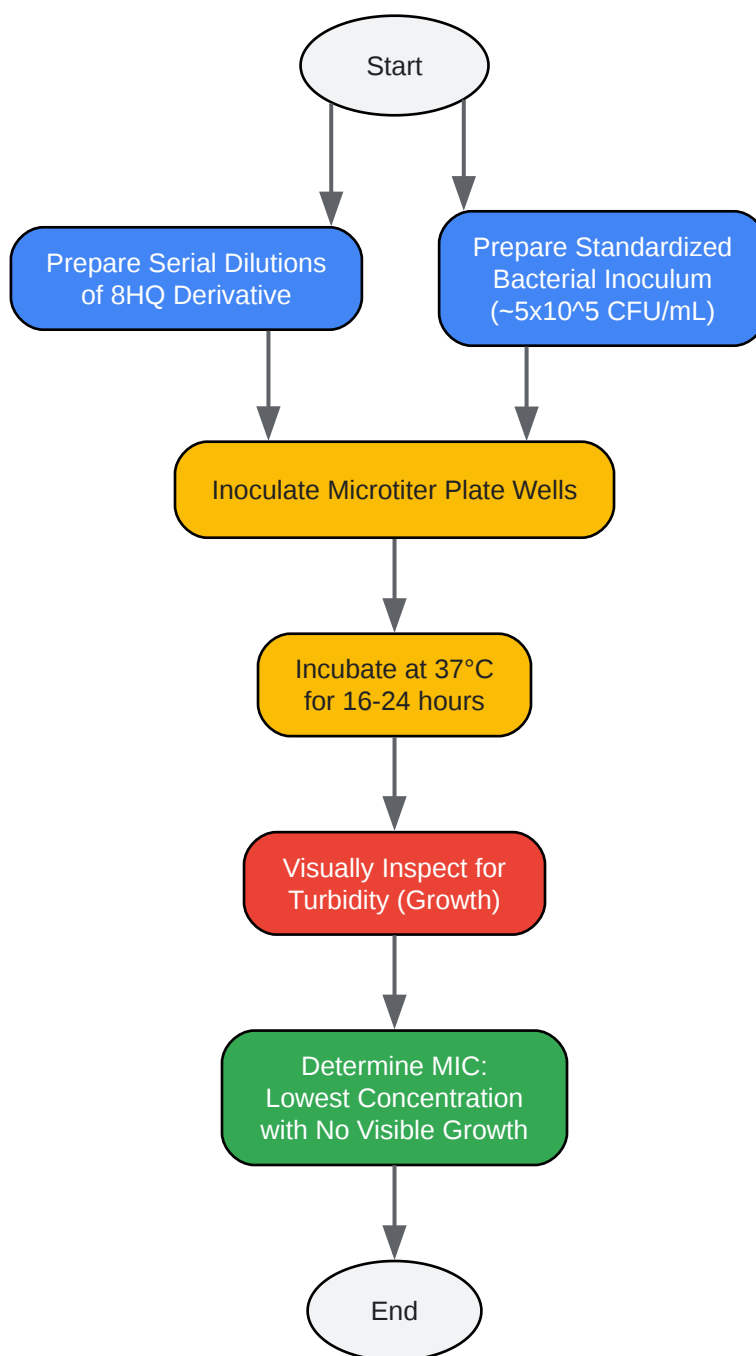 Start
Prepare Serial Dilutions
of 8HQ Derivative
Prepare Standardized
Bacterial Inoculum
(~5x10^5 CFU/mL)
Inoculate Microtiter Plate Wells
Incubate at 37°C
for 16-24 hours
Visually Inspect for
Turbidity (Growth)
Determine MIC:
Lowest Concentration
with No Visible Growth
End